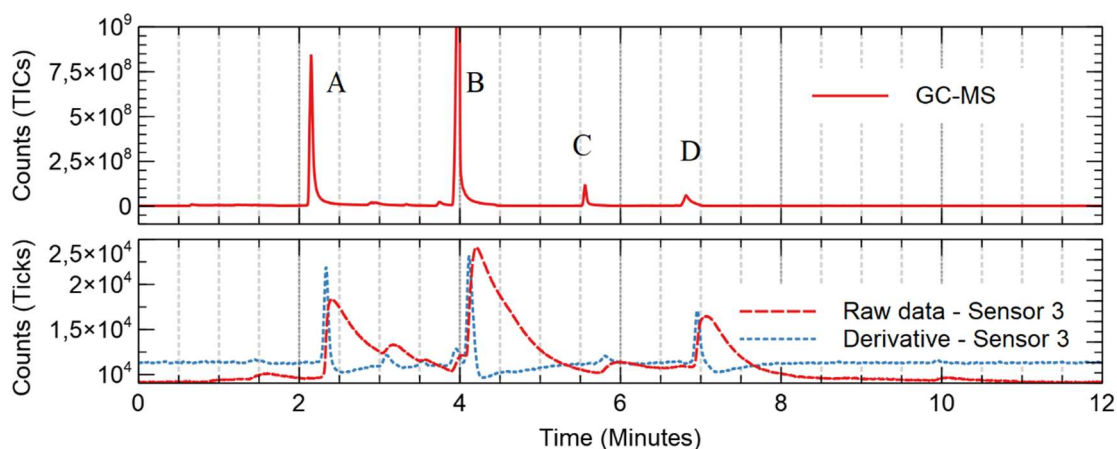 10⁹
7,5×10⁸
5×10⁸
2,5×10⁸
0
Counts (TICs)
A
B
C
D
GC-MS
2,5×10⁴
2×10⁴
1,5×10⁴
10⁴
Counts (Ticks)
Raw data - Sensor 3
Derivative - Sensor 3
0
2
4
6
8
10
12
Time (Minutes)